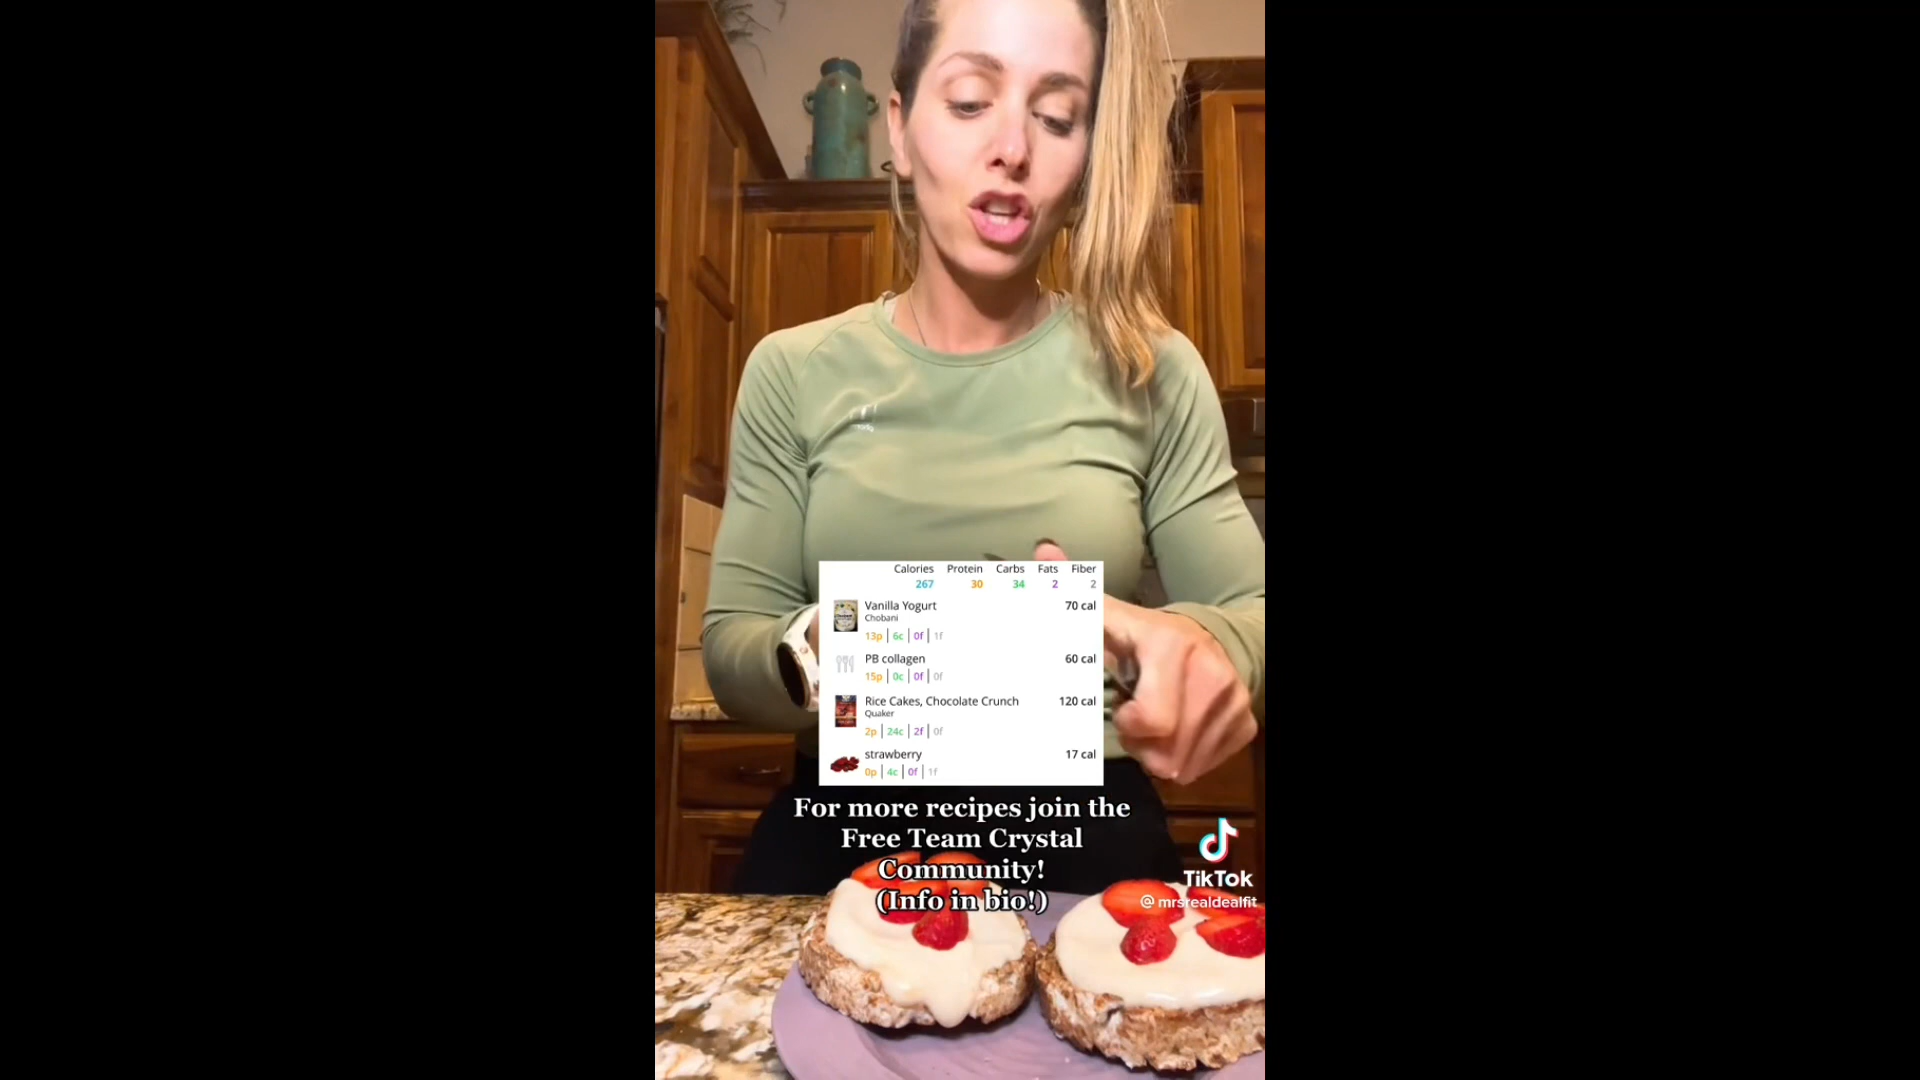 Calories Protein Carbs Fats Fiber
267 30 34 2 2
Vanilla Yogurt 70 cal
Chobani
13p | 6c | 0f | 1f
PB collagen 60 cal
15p | 0c | 0f | 0f
Rice Cakes, Chocolate Crunch 120 cal
Quaker
2p | 24c | 2f | 0f
strawberry 17 cal
0p | 4c | 0f | 1f
For more recipes join the
Free Team Crystal
Community!
(Info in bio!)
TikTok
@mrsrealdealfit